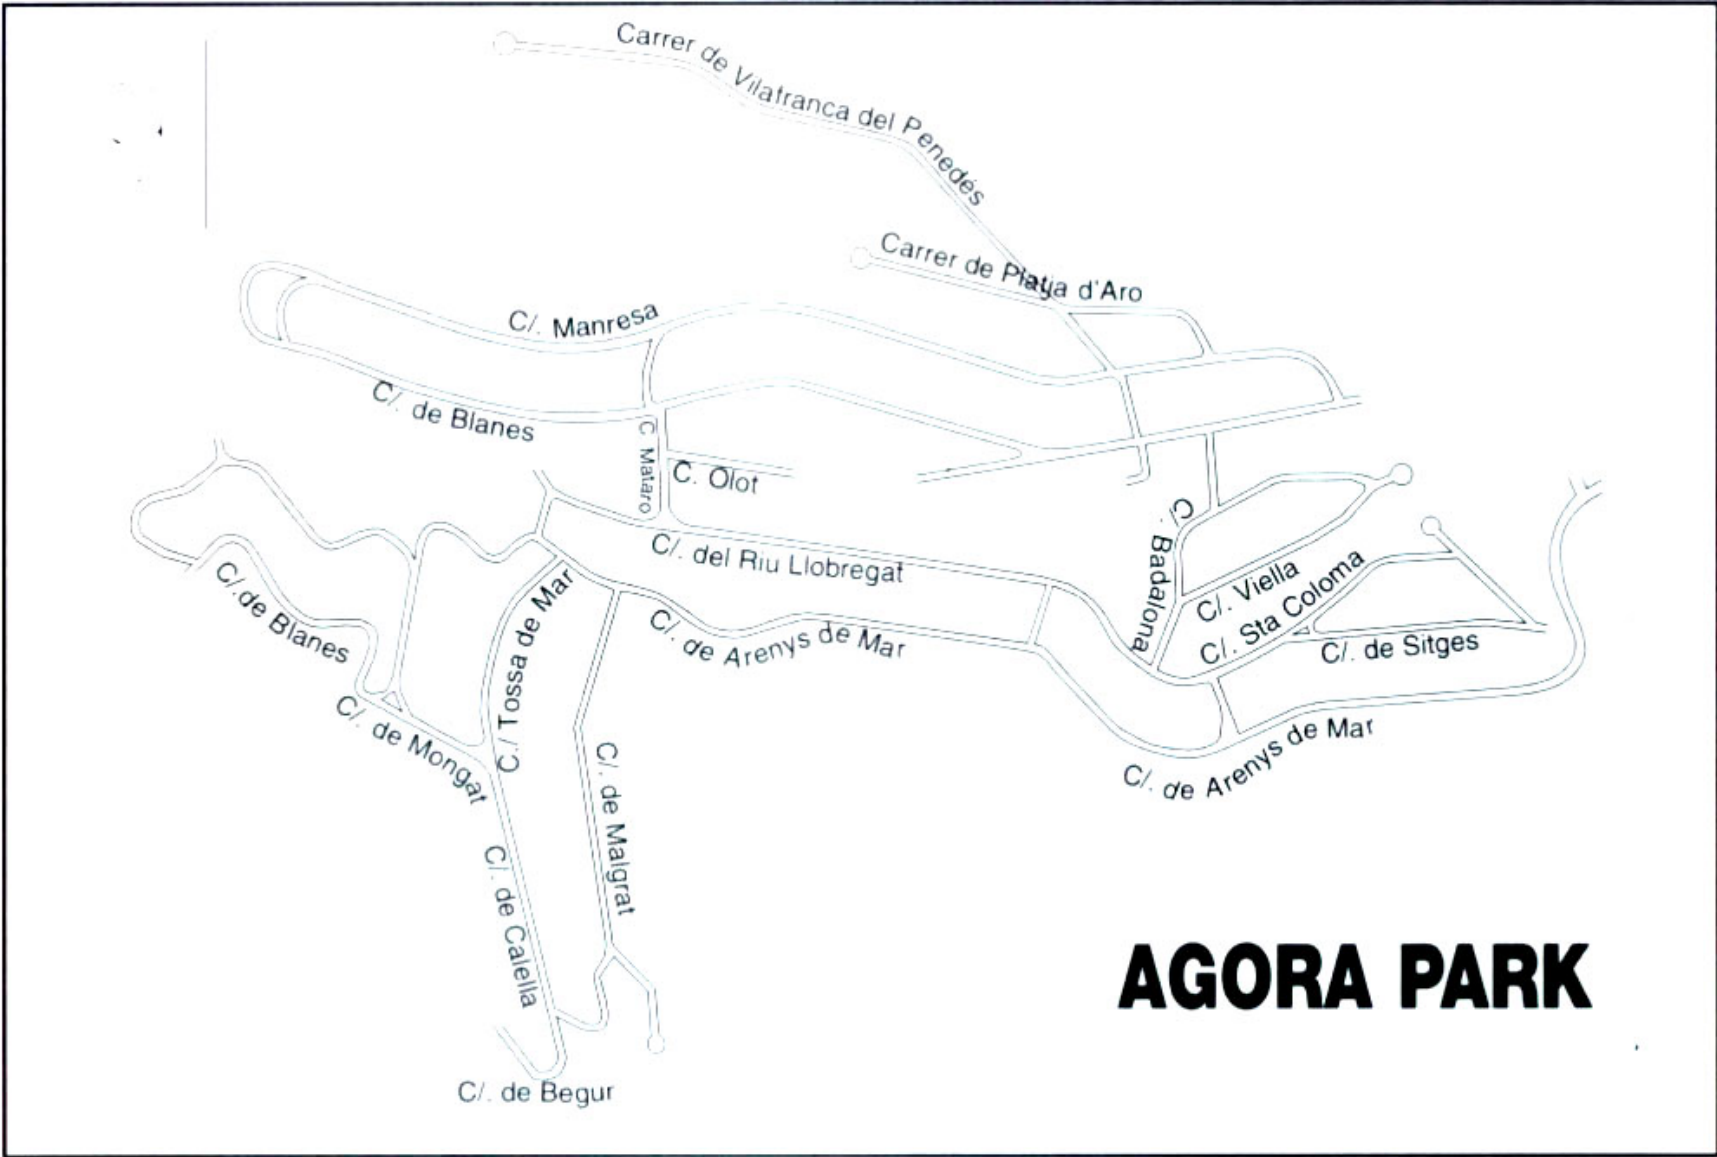 Carrer de Vilafranca del Penedés
Carrer de Platja d'Aro
C/. Manresa
C/. de Blanes
C. Mataro
C. Olot
C/. Badalona
C/. del Riu Llobregat
C/. Viella
C/. Sta Coloma
C/. de Sitges
C/. de Blanes
C./ Tossa de Mar
C/. de Arenys de Mar
C/. de Mongat
C/. de Malgrat
C/. de Arenys de Mar
C/. de Calella
AGORA PARK
C/. de Begur